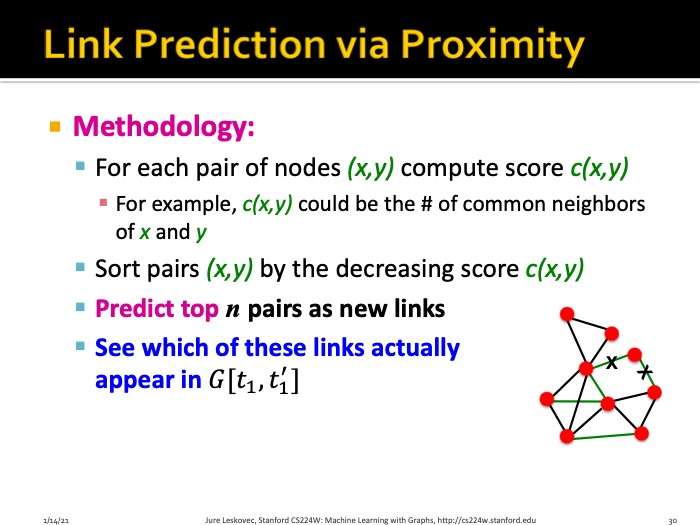 Link Prediction via Proximity
Methodology:
For each pair of nodes (x,y) compute score c(x,y)
For example, c(x,y) could be the # of common neighbors
of x and y
Sort pairs (x,y) by the decreasing score c(x,y)
Predict top n pairs as new links
See which of these links actually
appear in G[t₁, t₁′]
X
1/14/21
Jure Leskovec, Stanford CS224W: Machine Learning with Graphs, http://cs224w.stanford.edu
30